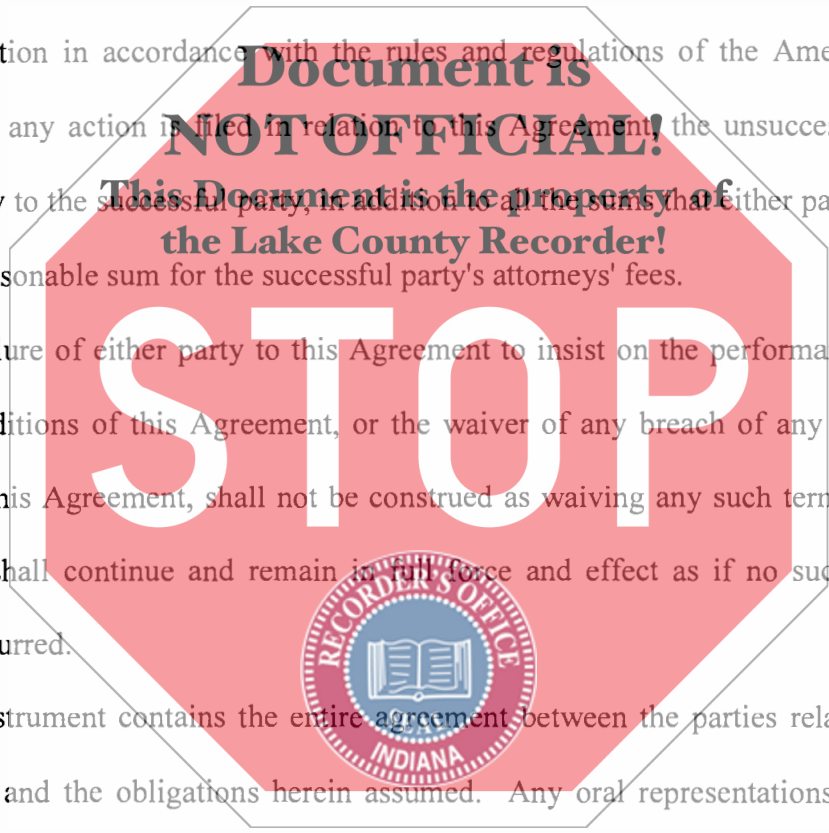 tion in accordance with the rules and regulations of the Ame
Document is
any action is filed in relation to this Agreement, the unsucces
NOT OFFICIAL!
to the successful party, in addition to all the sums that either pa
This Document is the property of
the Lake County Recorder!
sonable sum for the successful party's attorneys' fees.
STOP
ure of either party to this Agreement to insist on the performa
ditions of this Agreement, or the waiver of any breach of any
his Agreement, shall not be construed as waiving any such term
hall continue and remain in full force and effect as if no suc
RECORDER'S OFFICE
urred.
SEAL
strument contains the entire agreement between the parties rela
INDIANA
and the obligations herein assumed. Any oral representations